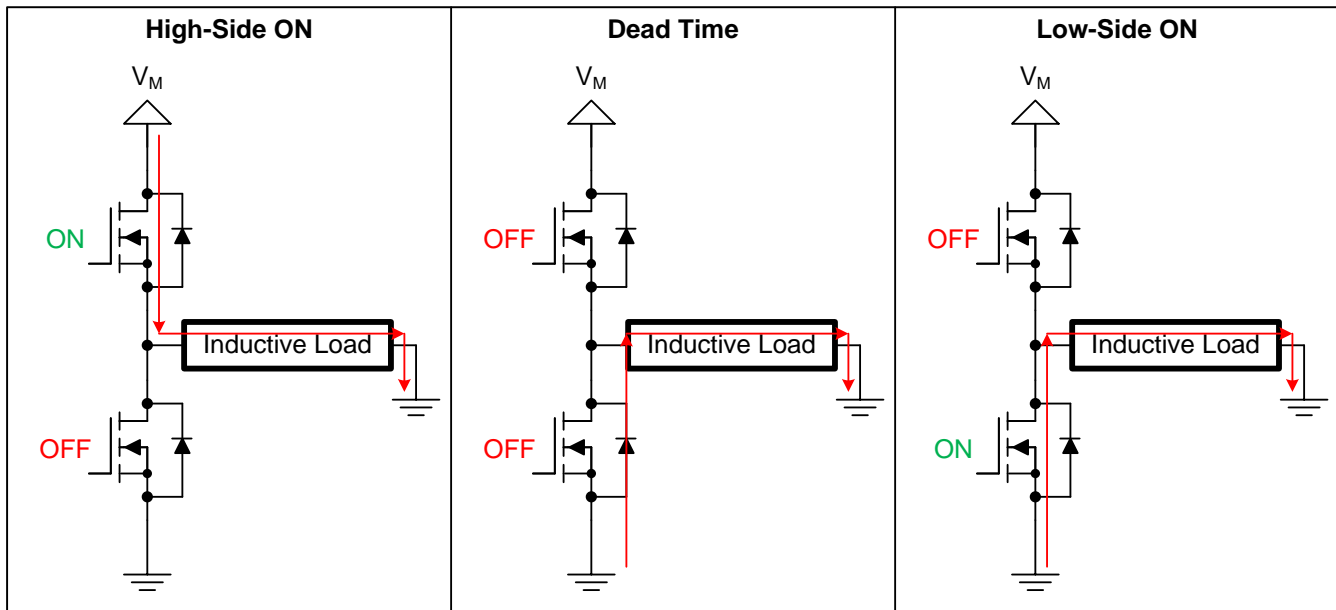 High-Side ON
Dead Time
Low-Side ON
VM
VM
VM
ON
OFF
OFF
Inductive Load
Inductive Load
Inductive Load
OFF
OFF
ON